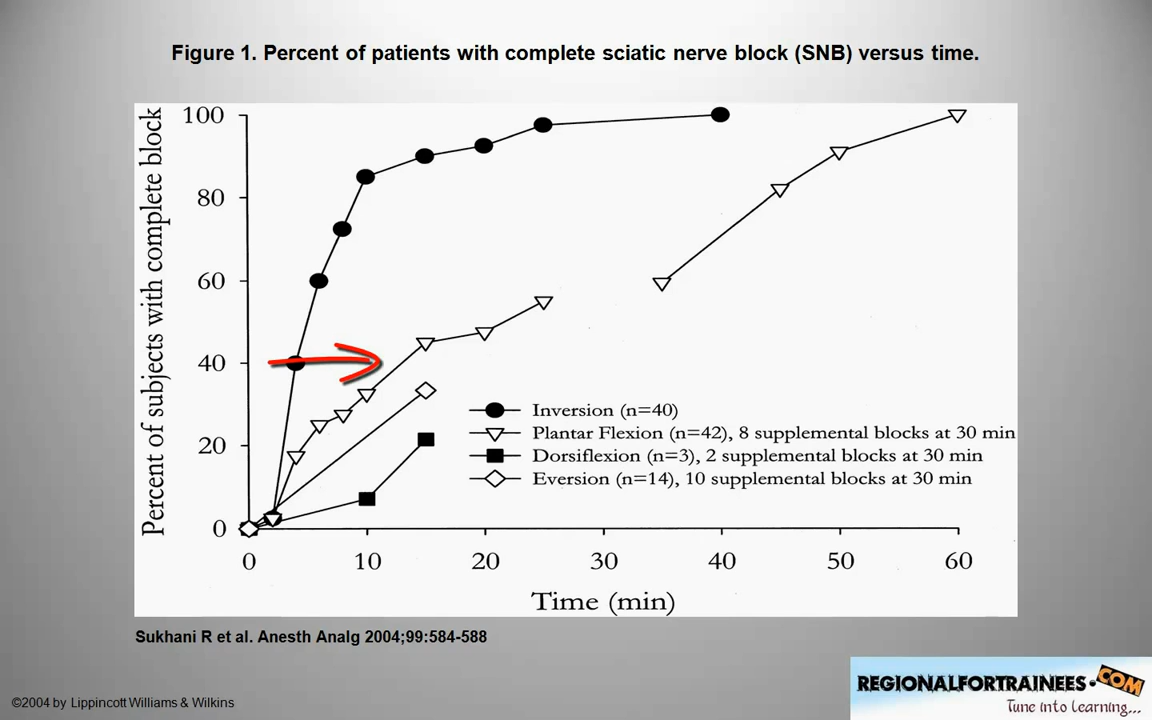 Figure 1. Percent of patients with complete sciatic nerve block (SNB) versus time.
Percent of subjects with complete block
100
80
60
40
20
0
0 10 20 30 40 50 60
Time (min)
Inversion (n=40)
Plantar Flexion (n=42), 8 supplemental blocks at 30 min
Dorsiflexion (n=3), 2 supplemental blocks at 30 min
Eversion (n=14), 10 supplemental blocks at 30 min
Sukhani R et al. Anesth Analg 2004;99:584-588
©2004 by Lippincott Williams & Wilkins
REGIONALFORTRAINEES.COM
Tune into Learning...